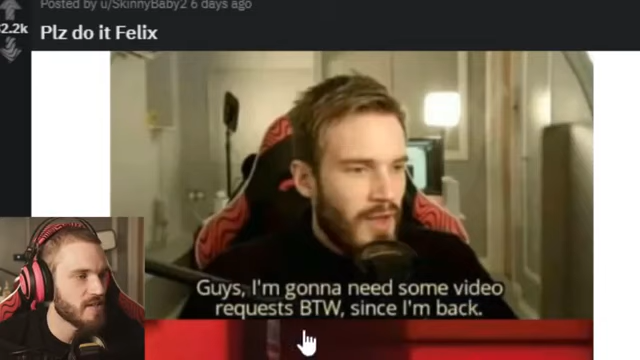 Posted by u/SkinnyBaby2 6 days ago
2.2k
Plz do it Felix
Guys, I'm gonna need some video
requests BTW, since I'm back.